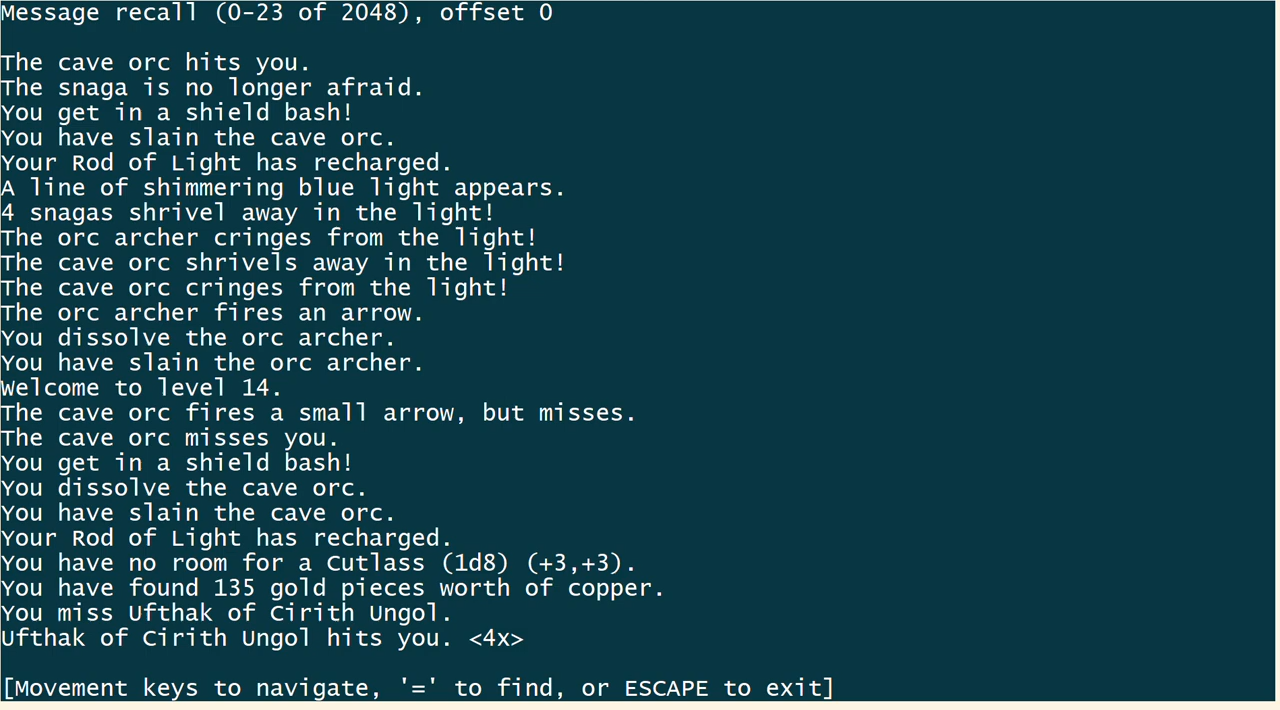 Message recall (0-23 of 2048), offset 0
The cave orc hits you.
The snaga is no longer afraid.
You get in a shield bash!
You have slain the cave orc.
Your Rod of Light has recharged.
A line of shimmering blue light appears.
4 snagas shrivel away in the light!
The orc archer cringes from the light!
The cave orc shrivels away in the light!
The cave orc cringes from the light!
The orc archer fires an arrow.
You dissolve the orc archer.
You have slain the orc archer.
Welcome to level 14.
The cave orc fires a small arrow, but misses.
The cave orc misses you.
You get in a shield bash!
You dissolve the cave orc.
You have slain the cave orc.
Your Rod of Light has recharged.
You have no room for a Cutlass (1d8) (+3,+3).
You have found 135 gold pieces worth of copper.
You miss Ufthak of Cirith Ungol.
Ufthak of Cirith Ungol hits you. <4x>
[Movement keys to navigate, '=' to find, or ESCAPE to exit]